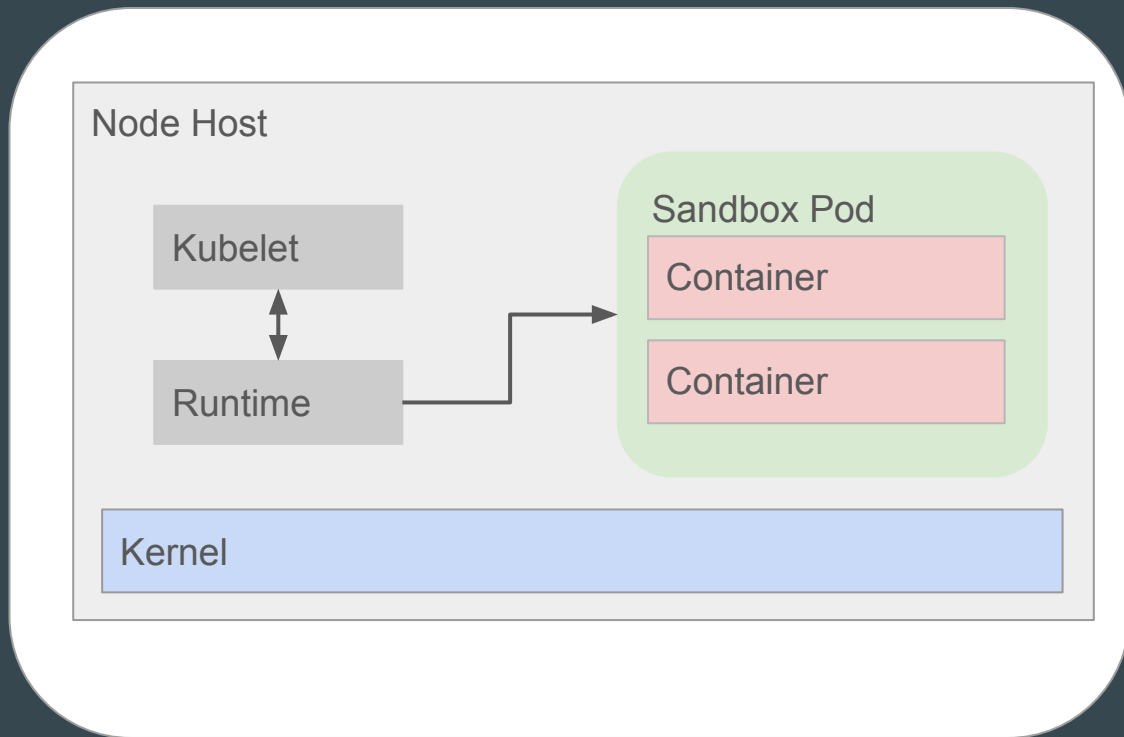 Node Host
Kubelet
Runtime
Sandbox Pod
Container
Container
Kernel